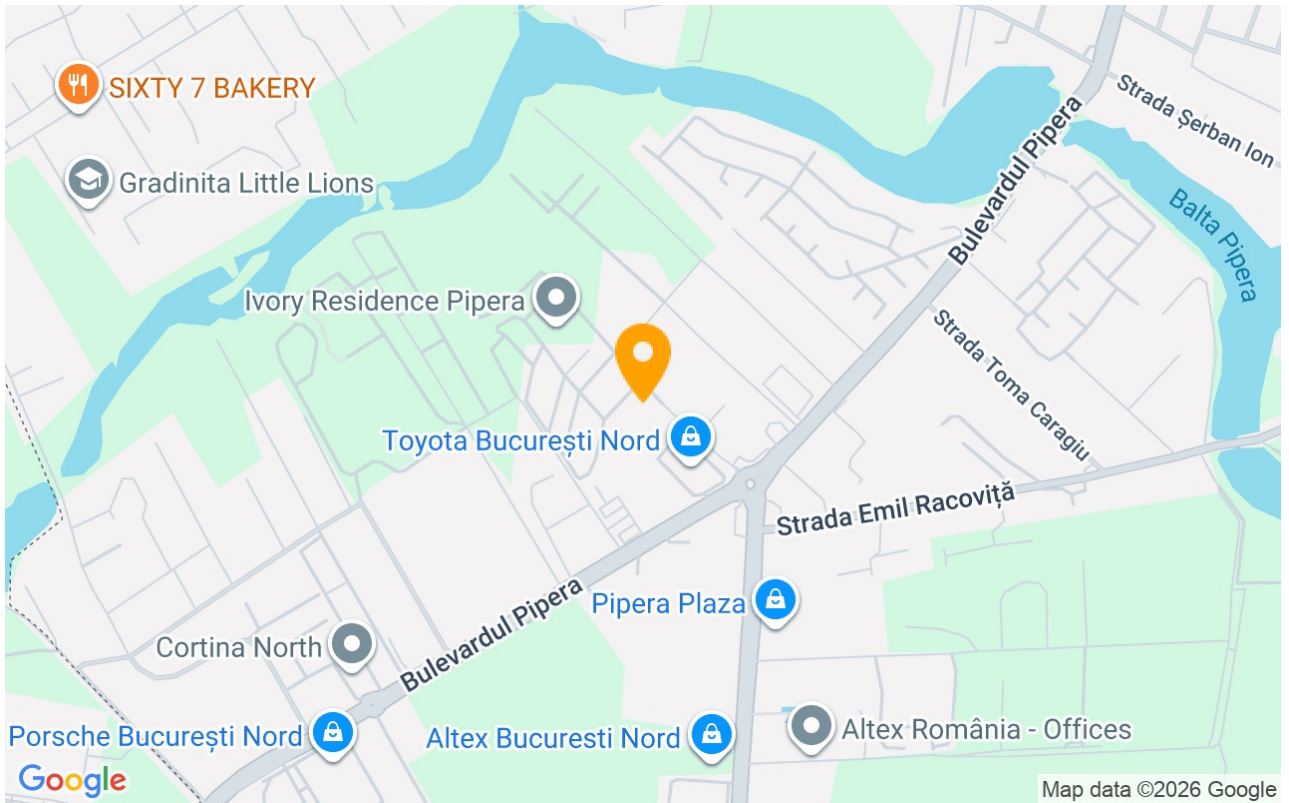 SIXTY 7 BAKERY
Strada Șerban Ion
Bulevardul Pipera
Gradinita Little Lions
Balta Pipera
Ivory Residence Pipera
Strada Toma Caragiu
Toyota București Nord
Strada Emil Racoviță
Bulevardul Pipera
Pipera Plaza
Cortina North
Porsche București Nord
Altex Bucuresti Nord
Altex România - Offices
Google
Map data ©2026 Google